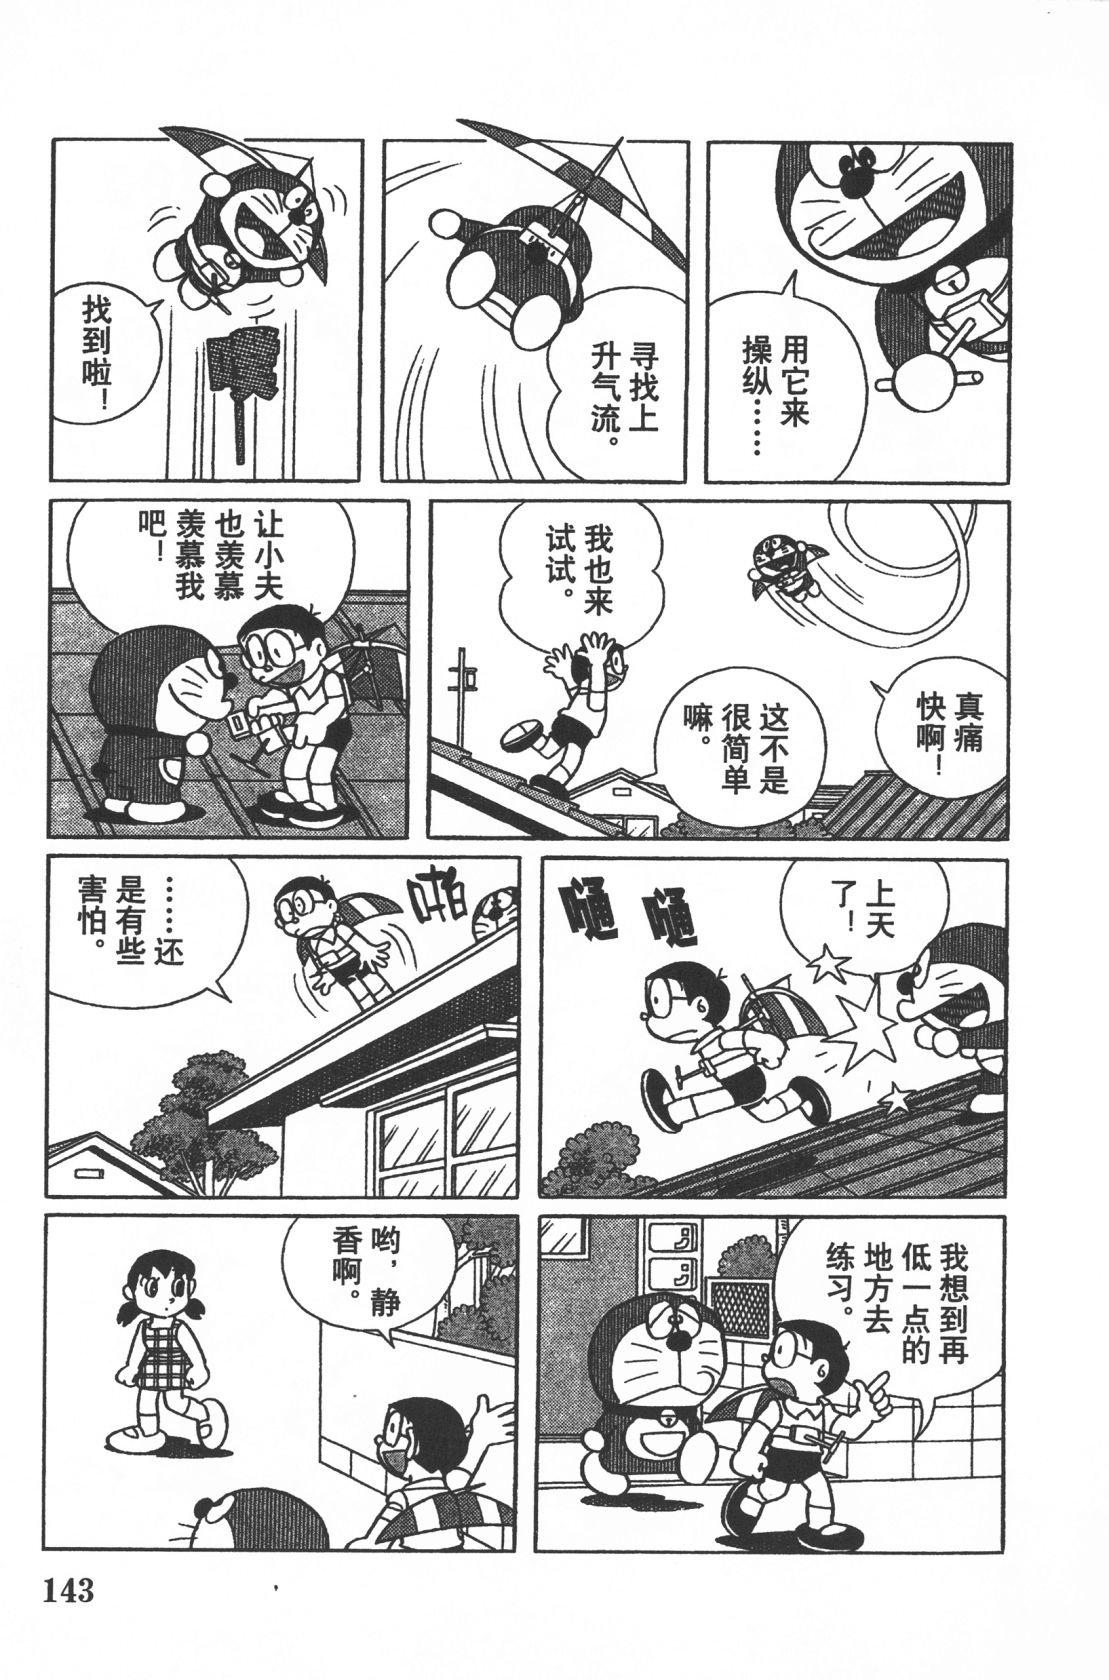 用它来
操纵……
寻找上
升气流。
找到啦！
真痛
快啊！
这不是
很简单
嘛。
我也来
试试。
让小夫
也羡慕
羡慕我
吧！
上天
了！
嗵 嗵
啪
……还
是有些
害怕。
我想到再
低一点的
地方去
练习。
哟，静
香啊。
143